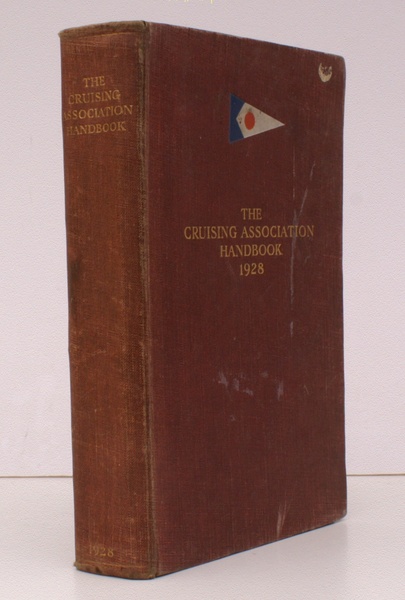 THE
CRUISING
ASSOCIATION
HANDBOOK
1928
THE
CRUISING ASSOCIATION
HANDBOOK
1928